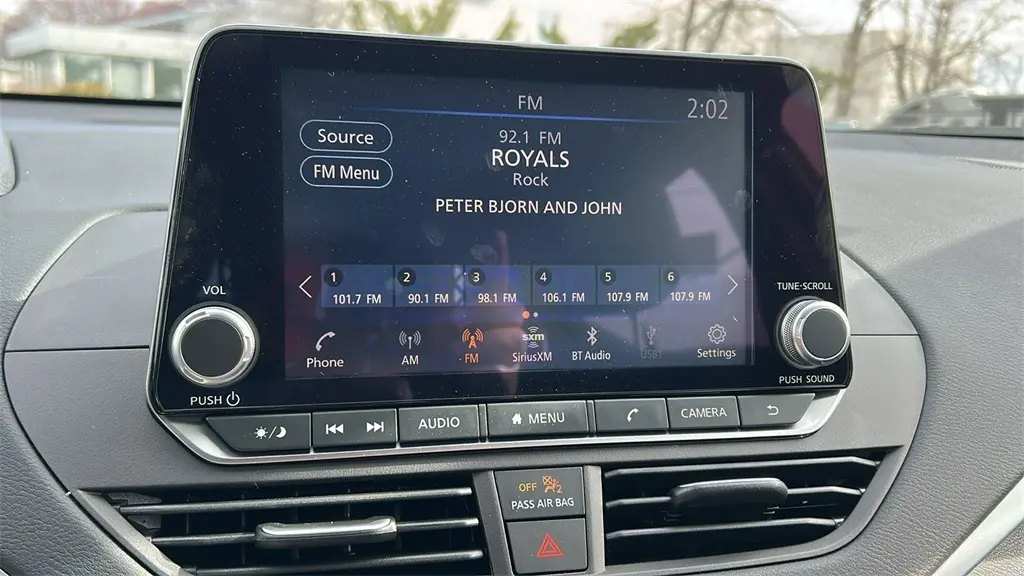 FM
2:02
Source
92.1 FM
ROYALS
FM Menu
Rock
PETER BJORN AND JOHN
1 2 3 4 5 6
101.7 FM 90.1 FM 98.1 FM 106.1 FM 107.9 FM 107.9 FM
VOL
TUNE-SCROLL
Phone AM FM sxm SiriusXM BT Audio USB1 Settings
PUSH
PUSH SOUND
AUDIO MENU CAMERA
OFF 2
PASS AIR BAG